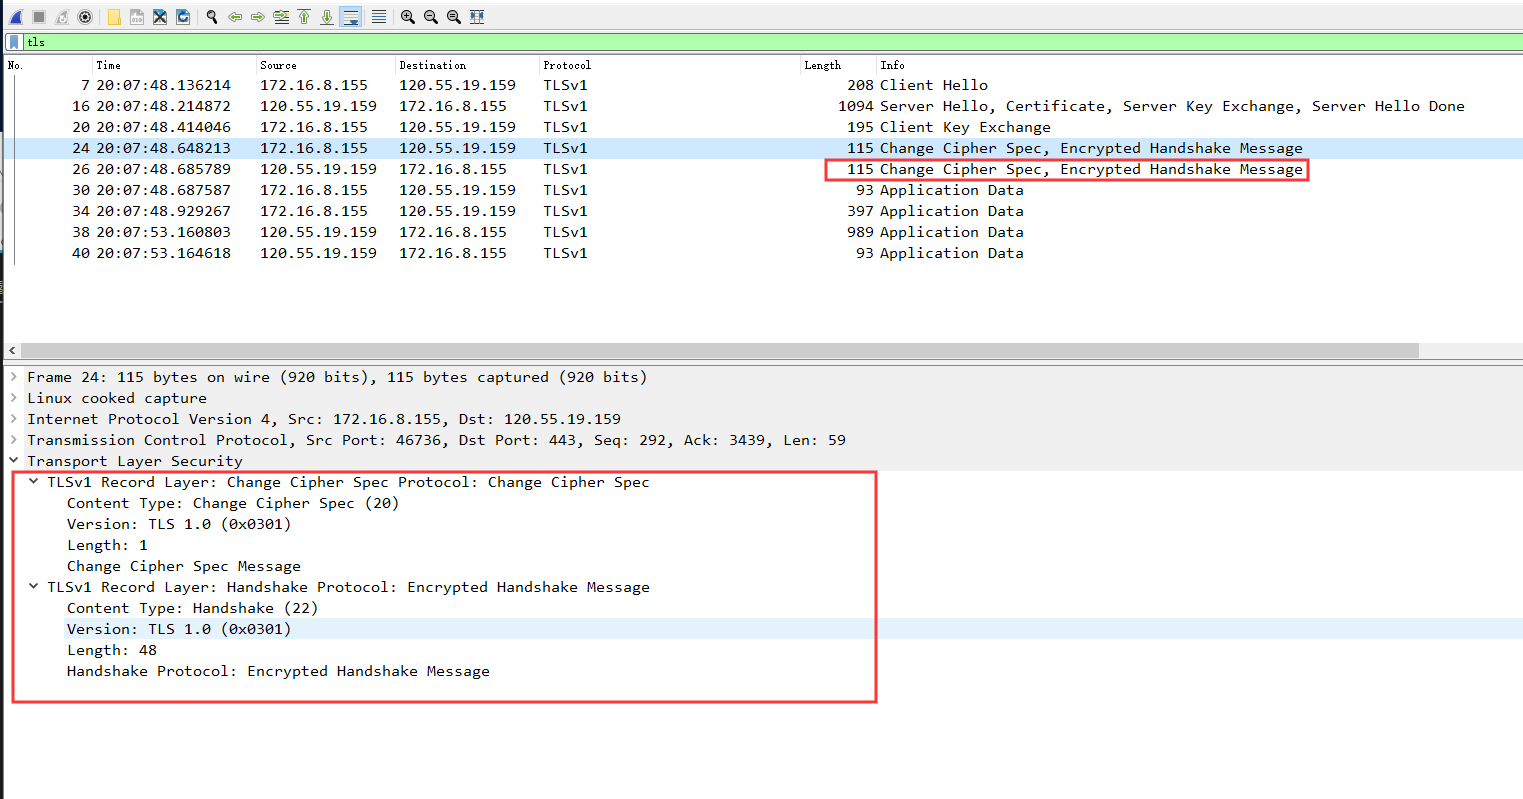 tls
No. Time Source Destination Protocol Length Info
7 20:07:48.136214 172.16.8.155 120.55.19.159 TLSv1 208 Client Hello
16 20:07:48.214872 120.55.19.159 172.16.8.155 TLSv1 1094 Server Hello, Certificate, Server Key Exchange, Server Hello Done
20 20:07:48.414046 172.16.8.155 120.55.19.159 TLSv1 195 Client Key Exchange
24 20:07:48.648213 172.16.8.155 120.55.19.159 TLSv1 115 Change Cipher Spec, Encrypted Handshake Message
26 20:07:48.685789 120.55.19.159 172.16.8.155 TLSv1 115 Change Cipher Spec, Encrypted Handshake Message
30 20:07:48.687587 172.16.8.155 120.55.19.159 TLSv1 93 Application Data
34 20:07:48.929267 172.16.8.155 120.55.19.159 TLSv1 397 Application Data
38 20:07:53.160803 120.55.19.159 172.16.8.155 TLSv1 989 Application Data
40 20:07:53.164618 120.55.19.159 172.16.8.155 TLSv1 93 Application Data
Frame 24: 115 bytes on wire (920 bits), 115 bytes captured (920 bits)
Linux cooked capture
Internet Protocol Version 4, Src: 172.16.8.155, Dst: 120.55.19.159
Transmission Control Protocol, Src Port: 46736, Dst Port: 443, Seq: 292, Ack: 3439, Len: 59
Transport Layer Security
TLSv1 Record Layer: Change Cipher Spec Protocol: Change Cipher Spec
Content Type: Change Cipher Spec (20)
Version: TLS 1.0 (0x0301)
Length: 1
Change Cipher Spec Message
TLSv1 Record Layer: Handshake Protocol: Encrypted Handshake Message
Content Type: Handshake (22)
Version: TLS 1.0 (0x0301)
Length: 48
Handshake Protocol: Encrypted Handshake Message